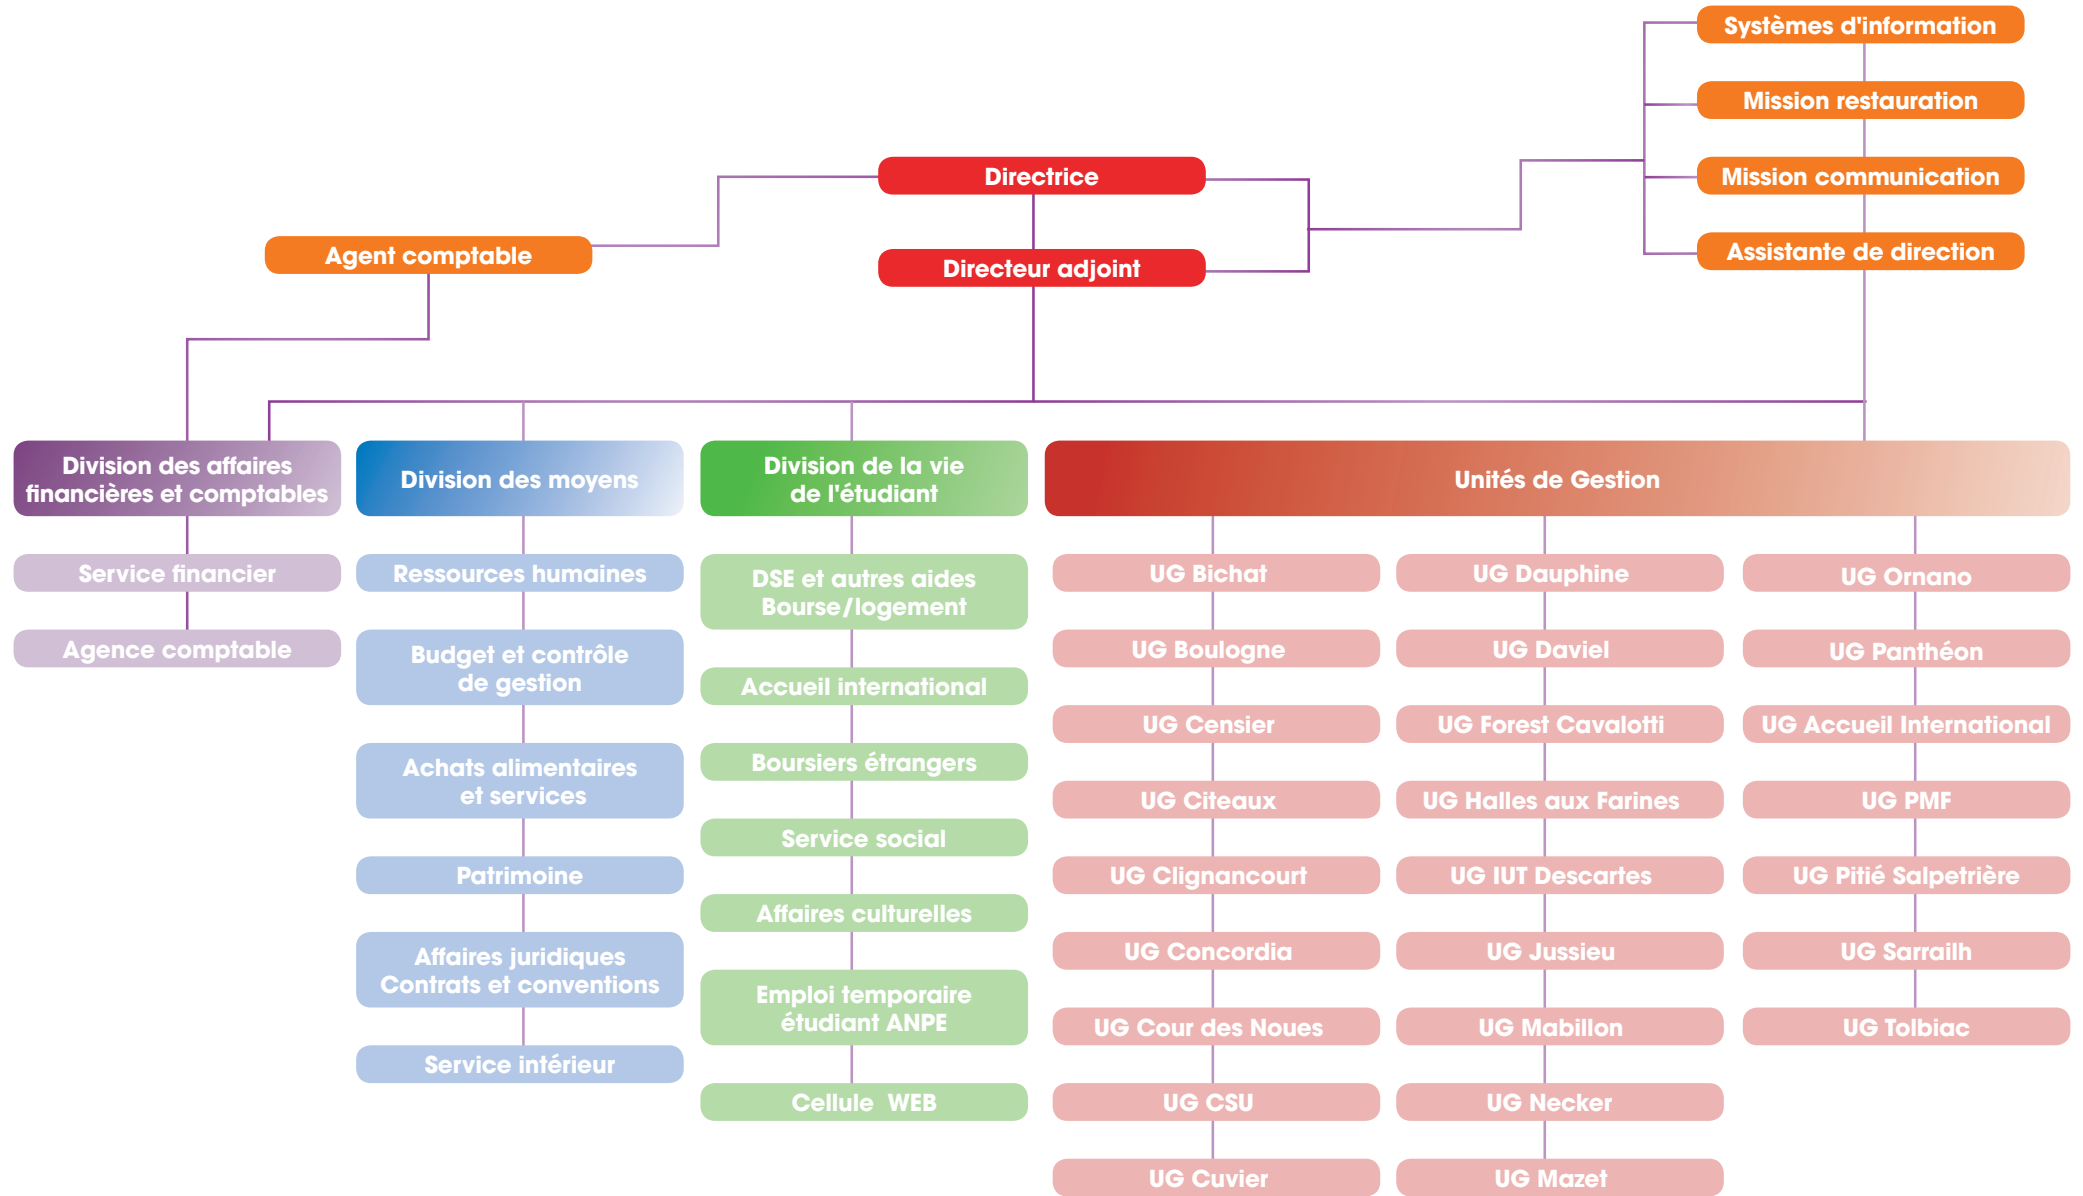 Systèmes d'information
Mission restauration
Directrice
Mission communication
Agent comptable
Directeur adjoint
Assistante de direction
Division des affaires
financières et comptables
Division des moyens
Division de la vie
de l'étudiant
Unités de Gestion
Service financier
Agence comptable
Ressources humaines
Budget et contrôle
de gestion
Achats alimentaires
et services
Patrimoine
Affaires juridiques
Contrats et conventions
Service intérieur
DSE et autres aides
Bourse/logement
Accueil international
Boursiers étrangers
Service social
Affaires culturelles
Emploi temporaire
étudiant ANPE
Cellule WEB
UG Bichat
UG Boulogne
UG Censier
UG Citeaux
UG Clignancourt
UG Concordia
UG Cour des Noues
UG CSU
UG Cuvier
UG Dauphine
UG Daviel
UG Forest Cavalotti
UG Halles aux Farines
UG IUT Descartes
UG Jussieu
UG Mabillon
UG Necker
UG Mazet
UG Ornano
UG Panthéon
UG Accueil International
UG PMF
UG Pitié Salpetrière
UG Sarrailh
UG Tolbiac